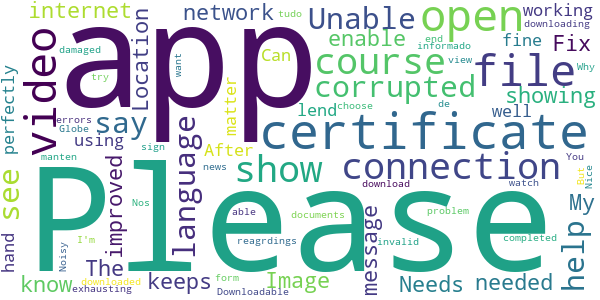 internet
network
Unable
open
working
tudo
downloading
app
video
Location
enable
fine
Fix
end
informado
damaged
Can
course
file
view
Why
try
want
corrupted
showing
perfectly
say
matter
lend
well
errors
Globe
using
certificate
choose
de
sign
After
language
show
connection
manten
improved
news
download
You
But
Nice
see
Please
watch
help
My
Nos
able
documents
message
problem
I'm
reagrdings
invalid
completed
hand
Noisy
The
know
downloaded
keeps
form
Image
Needs
needed
exhausting
Downloadable